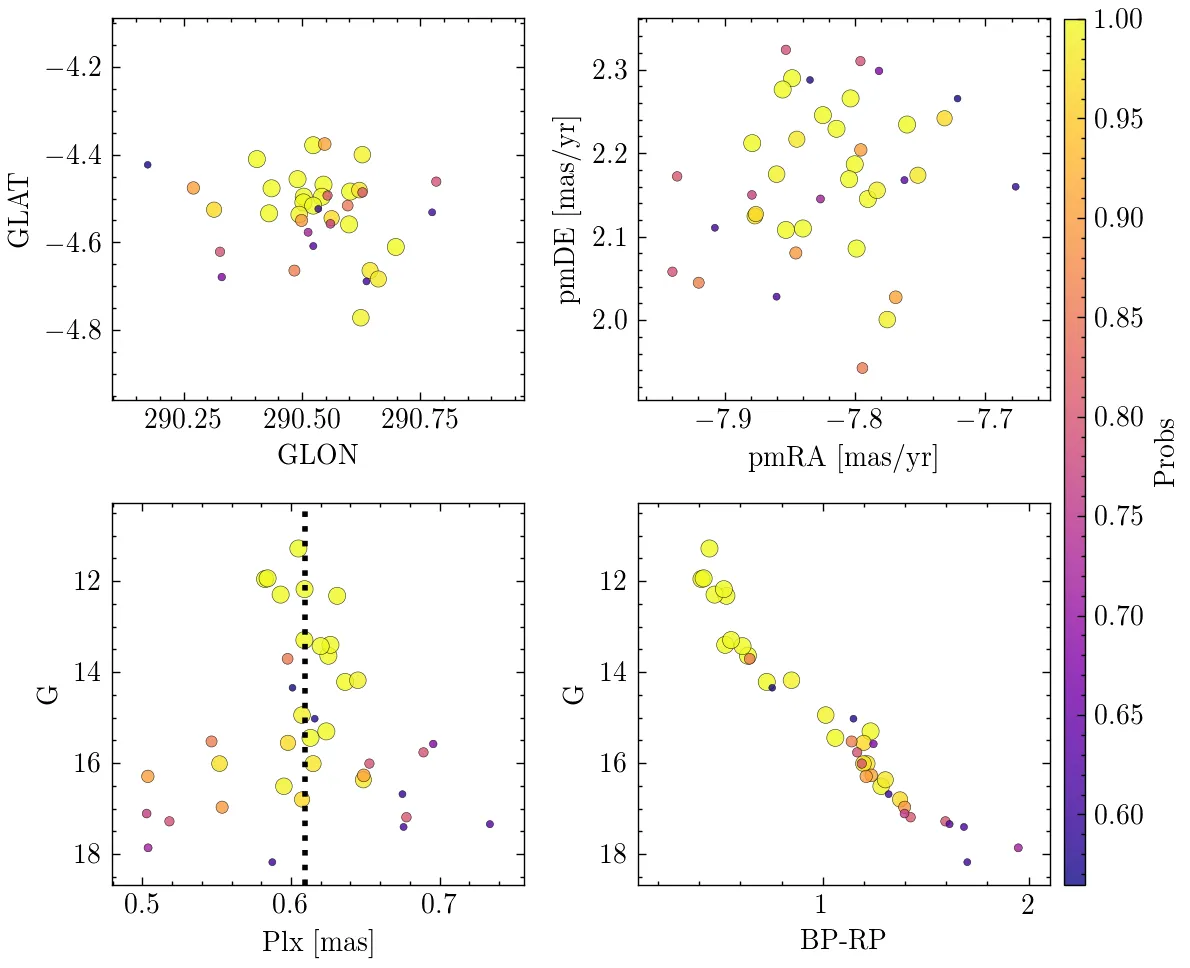 −4.2
−4.4
−4.6
−4.8
GLAT
290.25 290.50 290.75
GLON
2.3
2.2
2.1
2.0
pmDE [mas/yr]
−7.9 −7.8 −7.7
pmRA [mas/yr]
12
14
16
18
G
0.5 0.6 0.7
Plx [mas]
12
14
16
18
G
1 2
BP-RP
1.00
0.95
0.90
0.85
0.80
0.75
0.70
0.65
0.60
Probs